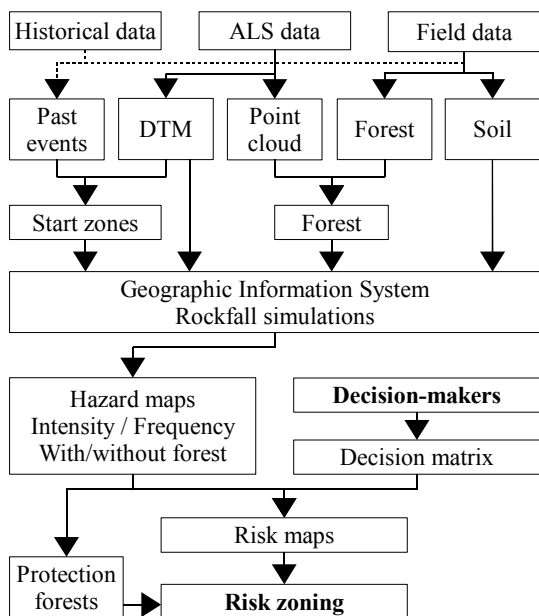 Historical data
ALS data
Field data
Past
events
DTM
Point
cloud
Forest
Soil
Start zones
Forest
Geographic Information System
Rockfall simulations
Hazard maps
Intensity / Frequency
With/without forest
Decision-makers
Decision matrix
Risk maps
Protection
forests
Risk zoning